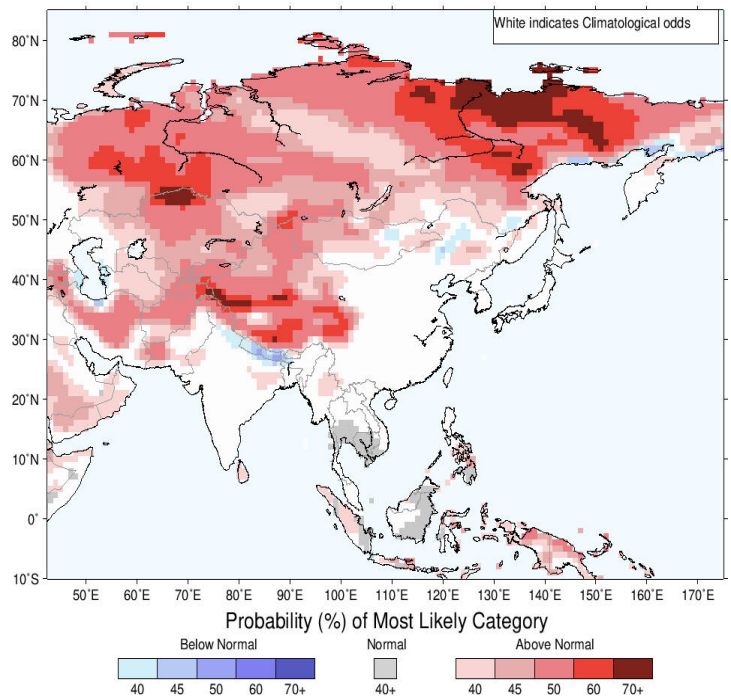 White indicates Climatological odds
80°N
70°N
60°N
50°N
40°N
30°N
20°N
10°N
0°
10°S
50°E 60°E 70°E 80°E 90°E 100°E 110°E 120°E 130°E 140°E 150°E 160°E 170°E
Probability (%) of Most Likely Category
Below Normal Normal Above Normal
40 45 50 60 70+ 40+ 40 45 50 60 70+